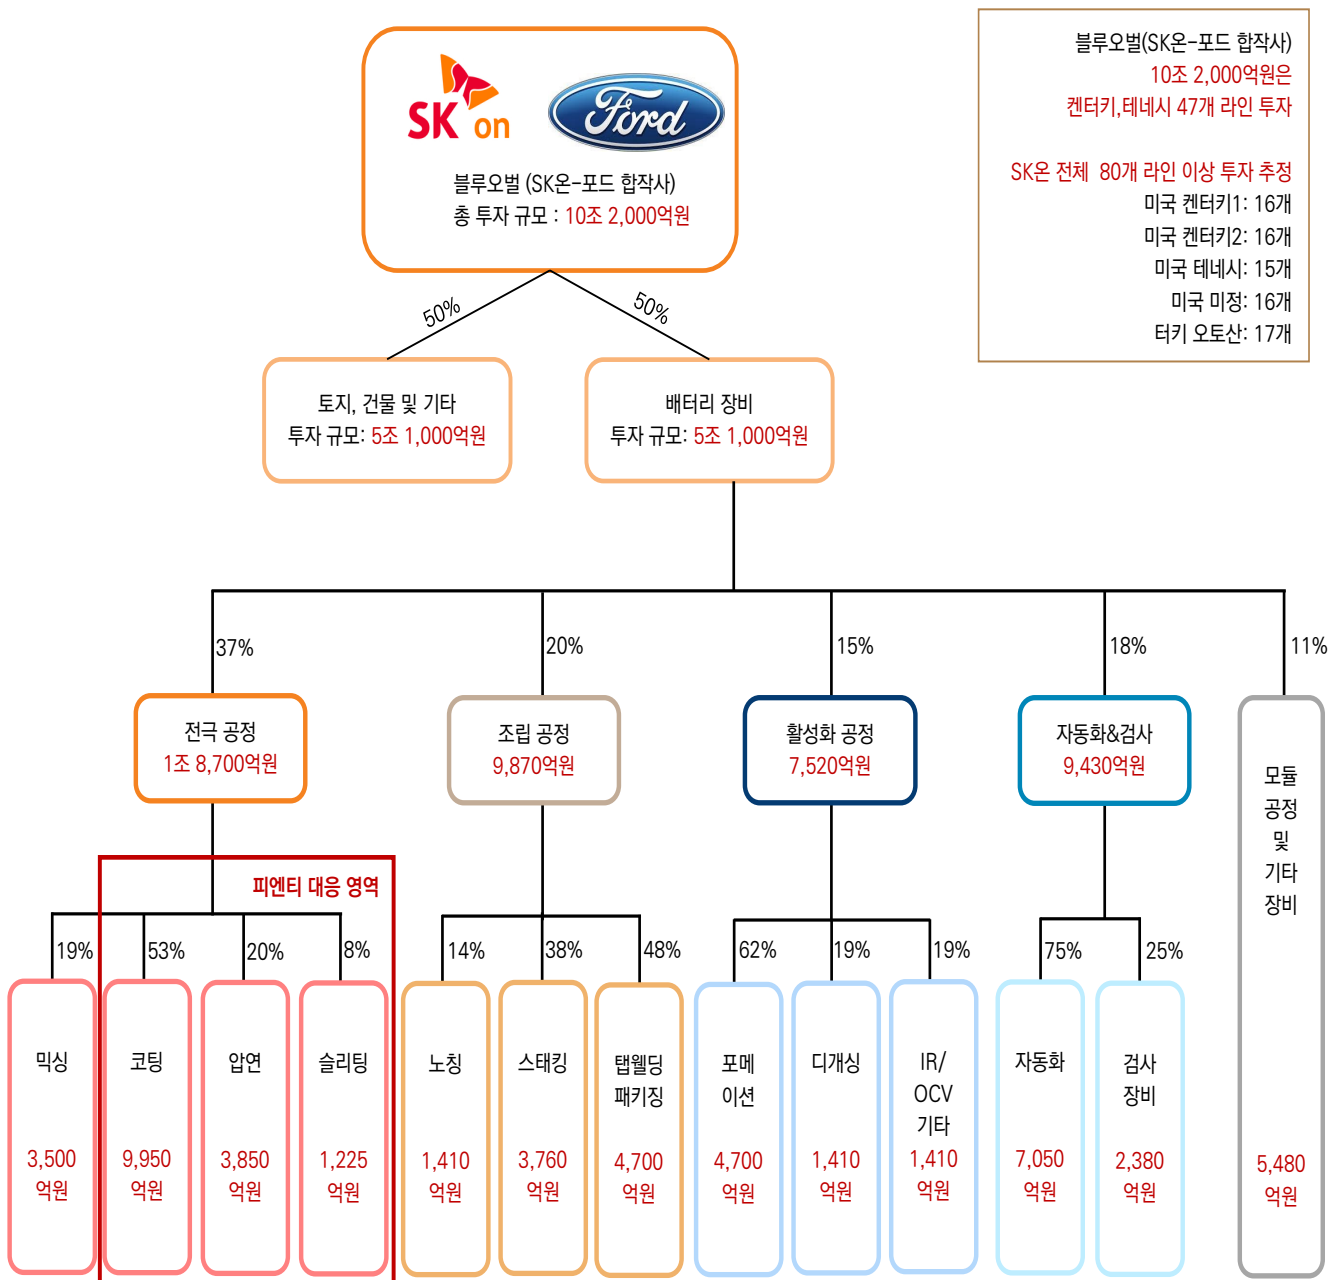 SK on
Ford
블루오벌 (SK온-포드 합작사)
총 투자 규모 : 10조 2,000억원
블루오벌(SK온-포드 합작사)
10조 2,000억원은
켄터키,테네시 47개 라인 투자
SK온 전체 80개 라인 이상 투자 추정
미국 켄터키1: 16개
미국 켄터키2: 16개
미국 테네시: 15개
미국 미정: 16개
터키 오토산: 17개
50%
50%
토지, 건물 및 기타
투자 규모: 5조 1,000억원
배터리 장비
투자 규모: 5조 1,000억원
37%
20%
15%
18%
11%
전극 공정
1조 8,700억원
조립 공정
9,870억원
활성화 공정
7,520억원
자동화&검사
9,430억원
모듈
공정
및
기타
장비
5,480
억원
피엔티 대응 영역
19%
53%
20%
8%
14%
38%
48%
62%
19%
19%
75%
25%
믹싱
3,500
억원
코팅
9,950
억원
압연
3,850
억원
슬리팅
1,225
억원
노칭
1,410
억원
스태킹
3,760
억원
탭웰딩
패키징
4,700
억원
포메
이션
4,700
억원
디개싱
1,410
억원
IR/
OCV
기타
1,410
억원
자동화
7,050
억원
검사
장비
2,380
억원